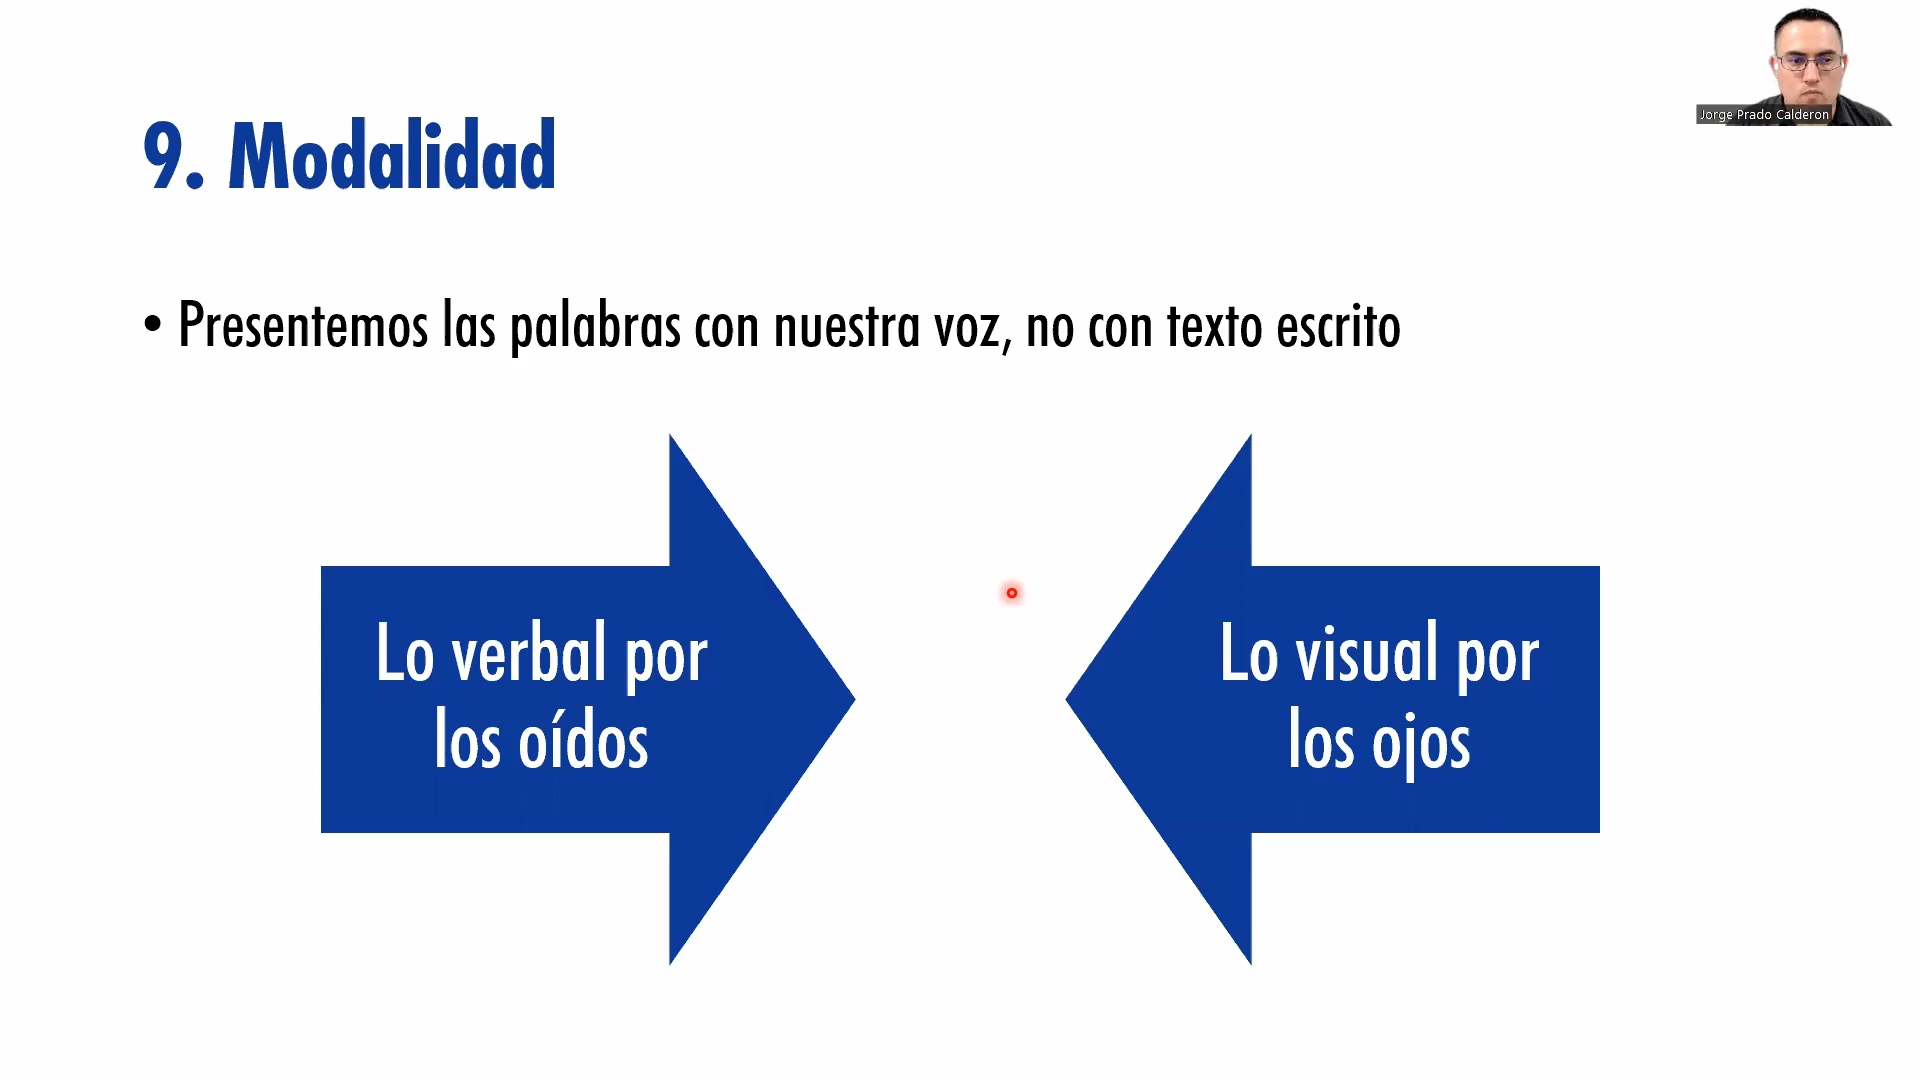 Jorge Prado Calderon
9. Modalidad
• Presentemos las palabras con nuestra voz, no con texto escrito
Lo verbal por
los oídos
Lo visual por
los ojos